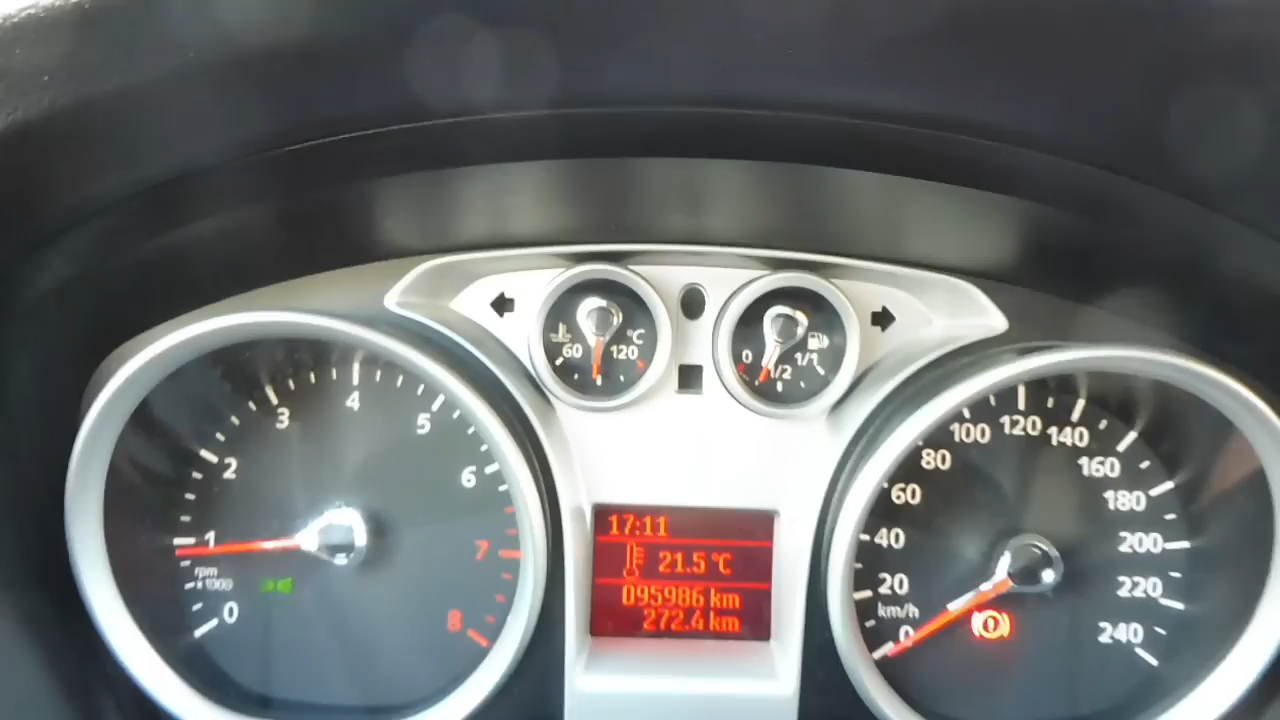 60 120 °C
0 1/2 1/1
1 2 3 4 5 6 7 8
rpm
x1000
0
17:11
21.5 °C
095986 km
272.4 km
0 20 40 60 80 100 120 140 160 180 200 220 240
km/h